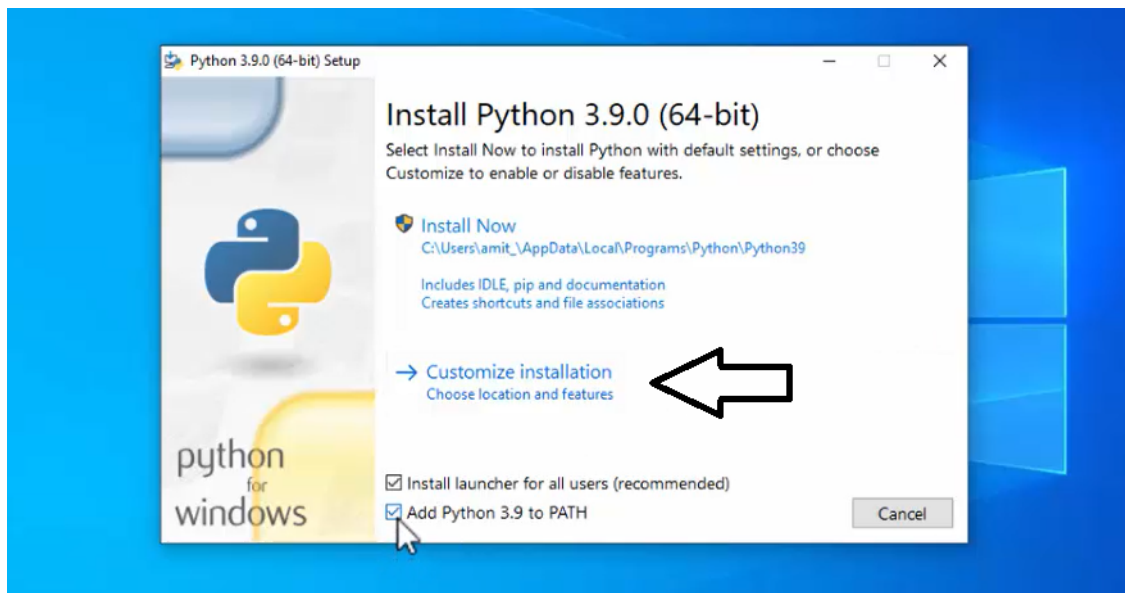 Python 3.9.0 (64-bit) Setup
Install Python 3.9.0 (64-bit)
Select Install Now to install Python with default settings, or choose
Customize to enable or disable features.
Install Now
C:\Users\amit_\AppData\Local\Programs\Python\Python39
Includes IDLE, pip and documentation
Creates shortcuts and file associations
Customize installation
Choose location and features
python
for
windows
Install launcher for all users (recommended)
Add Python 3.9 to PATH
Cancel